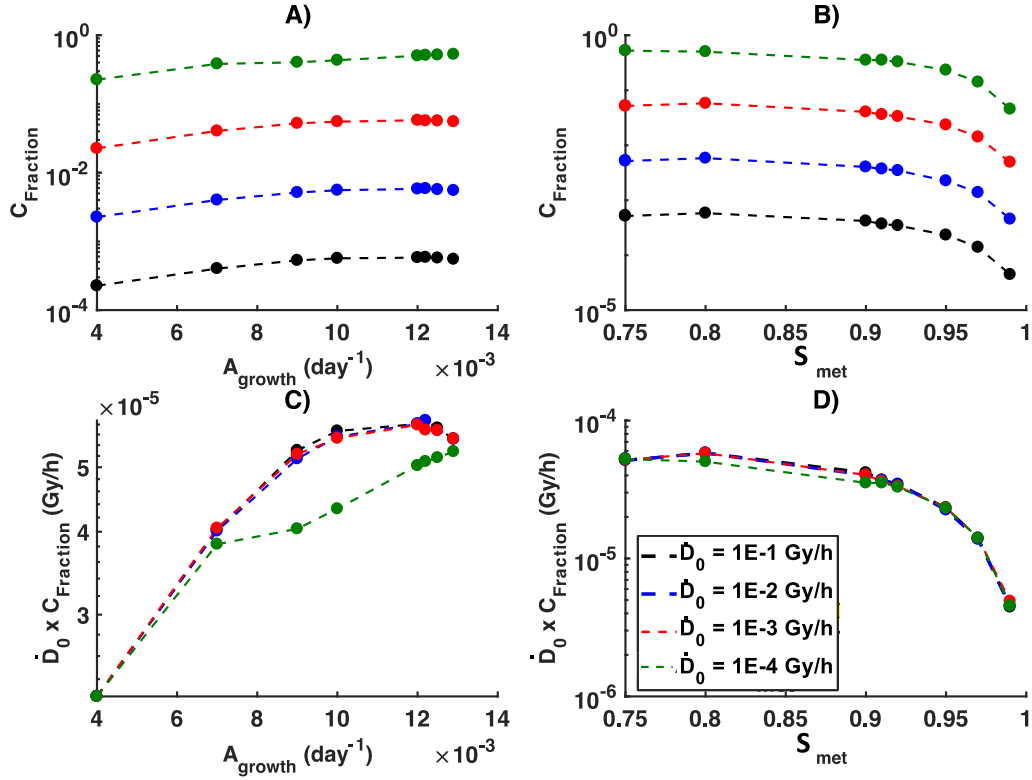 A)
10^0
10^-2
10^-4
C_Fraction
4 6 8 10 12 14
A_growth (day^-1)
×10^-3
B)
10^0
10^-5
C_Fraction
0.75 0.8 0.85 0.9 0.95 1
S_met
C)
×10^-5
5
4
3
Ḋ_0 x C_Fraction (Gy/h)
4 6 8 10 12 14
A_growth (day^-1)
×10^-3
D)
10^-4
10^-5
10^-6
Ḋ_0 x C_Fraction (Gy/h)
Ḋ_0 = 1E-1 Gy/h
Ḋ_0 = 1E-2 Gy/h
Ḋ_0 = 1E-3 Gy/h
Ḋ_0 = 1E-4 Gy/h
0.75 0.8 0.85 0.9 0.95 1
S_met